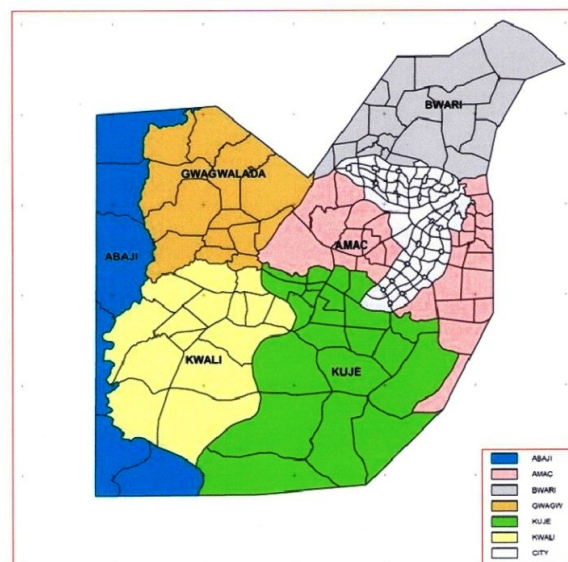 BWARI
GWAGWALADA
AMAC
ABAJI
KWALI
KUJE
ABAJI
AMAC
BWARI
GWAGW
KUJE
KWALI
CITY